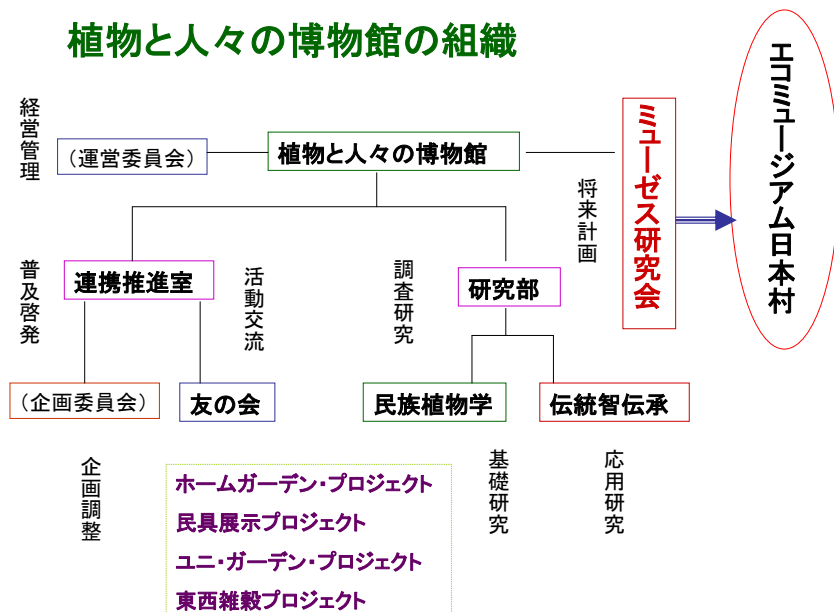 植物と人々の博物館の組織
経営管理
（運営委員会）
植物と人々の博物館
将来計画
ミューゼス研究会
エコミュージアム日本村
普及啓発
連携推進室
活動交流
調査研究
研究部
（企画委員会）
友の会
民族植物学
伝統智伝承
企画調整
基礎研究
応用研究
ホームガーデン・プロジェクト
民具展示プロジェクト
ユニ・ガーデン・プロジェクト
東西雑穀プロジェクト